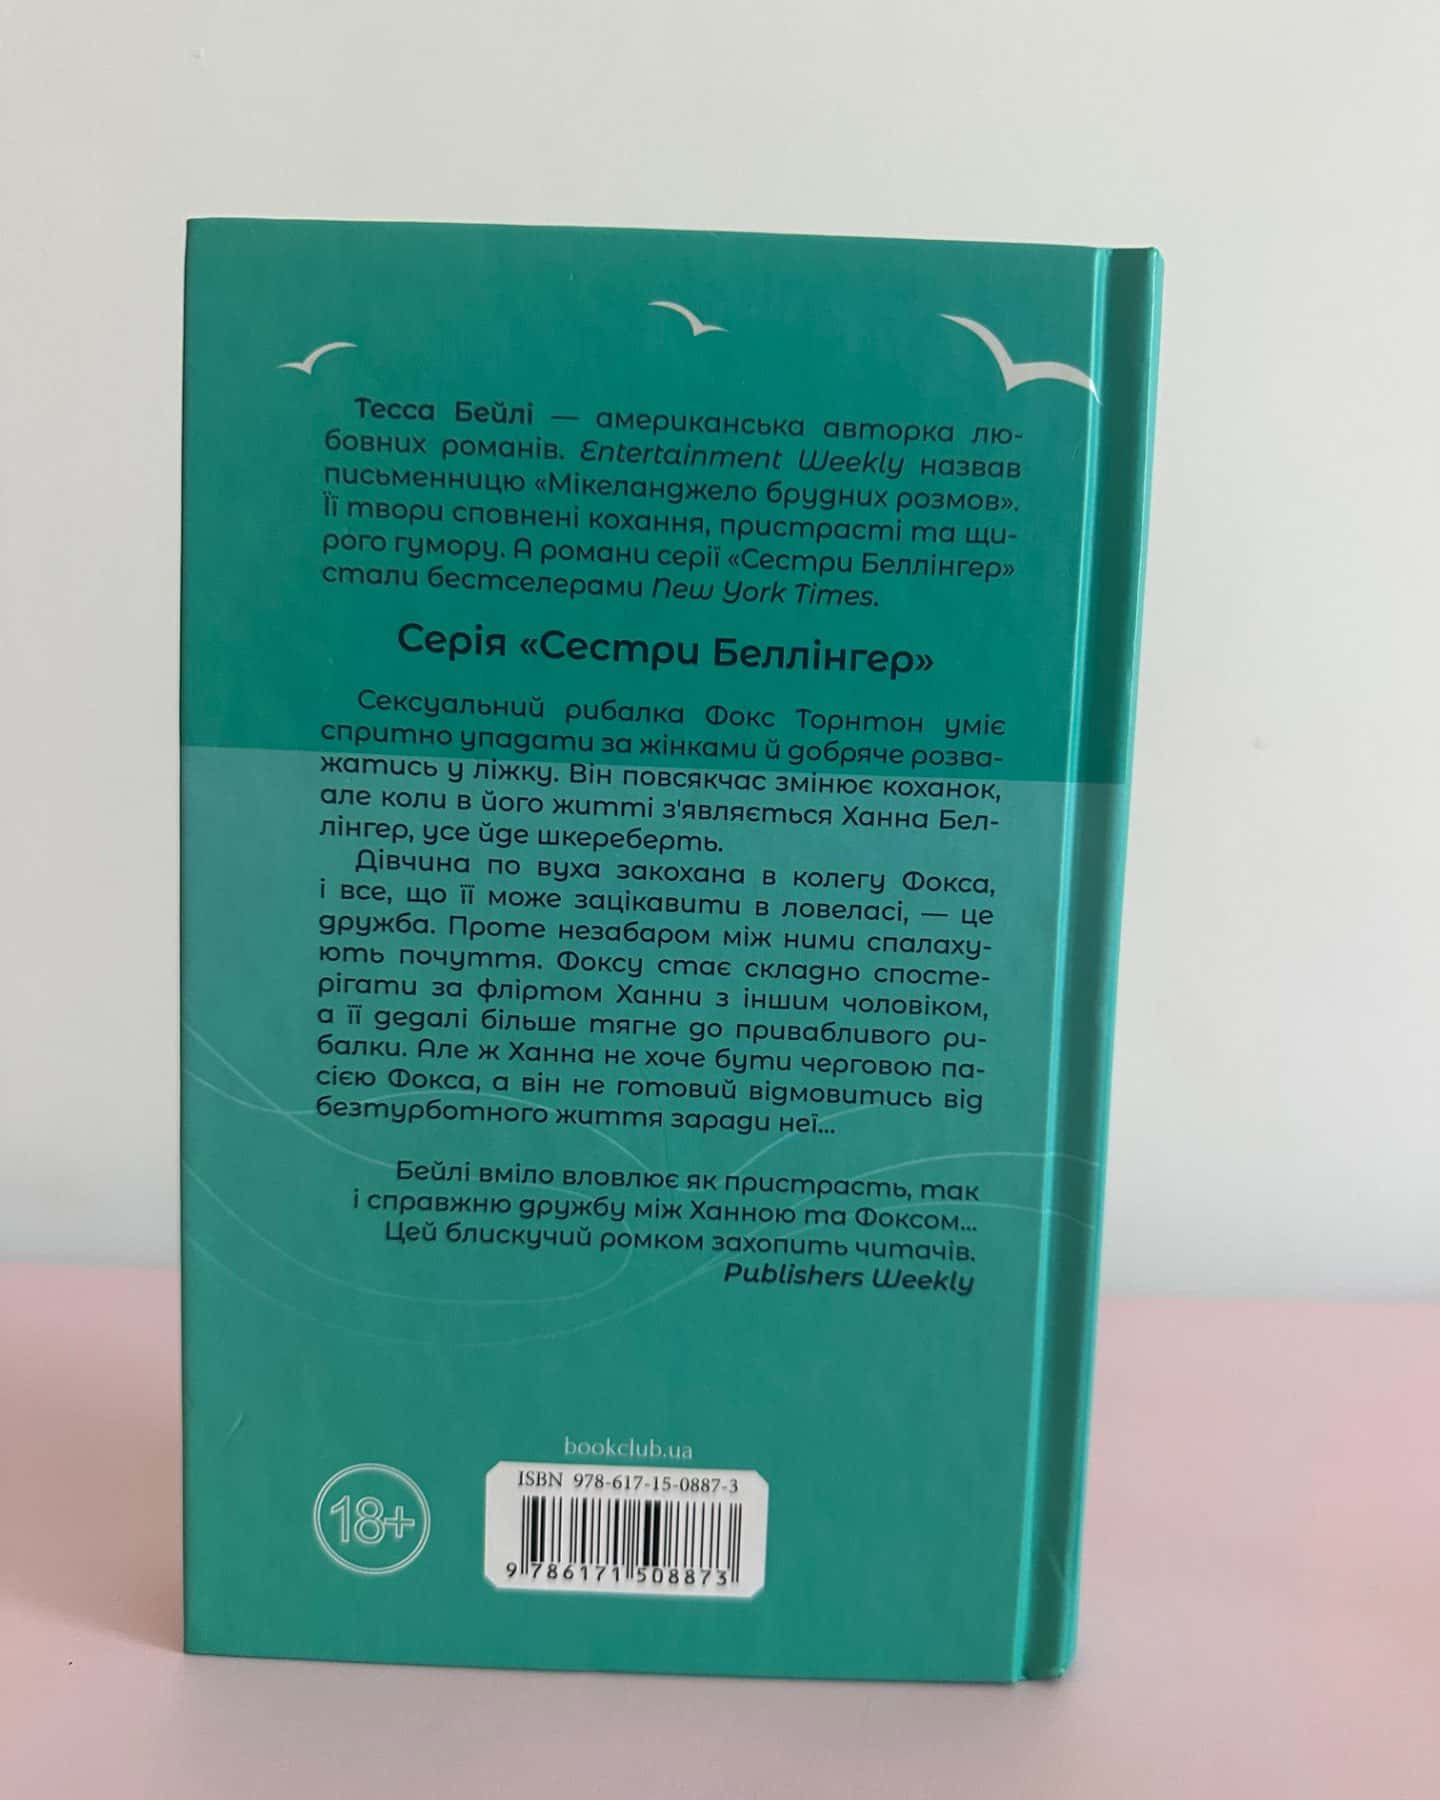 Тесса Бейлі — американська авторка лю-
бовних романів. Entertainment Weekly назвав
письменницю «Мікеланджело брудних розмов».
Її твори сповнені кохання, пристрасті та щи-
рого гумору. А романи серії «Сестри Беллінгер»
стали бестселерами New York Times.
Серія «Сестри Беллінгер»
Сексуальний рибалка Фокс Торнтон уміє
спритно упадати за жінками й добряче розва-
жатись у ліжку. Він повсякчас змінює коханок,
але коли в його житті з'являється Ханна Бел-
лінгер, усе йде шкереберть.
Дівчина по вуха закохана в колегу Фокса,
і все, що її може зацікавити в ловеласі, — це
дружба. Проте незабаром між ними спалаху-
ють почуття. Фоксу стає складно спосте-
рігати за фліртом Ханни з іншим чоловіком,
а її дедалі більше тягне до привабливого ри-
балки. Але ж Ханна не хоче бути черговою па-
сією Фокса, а він не готовий відмовитись від
безтурботного життя заради неї...
Бейлі вміло вловлює як пристрасть, так
і справжню дружбу між Ханною та Фоксом...
Цей блискучий ромком захопить читачів.
Publishers Weekly
bookclub.ua
ISBN 978-617-15-0887-3
18+
9 786171 508873